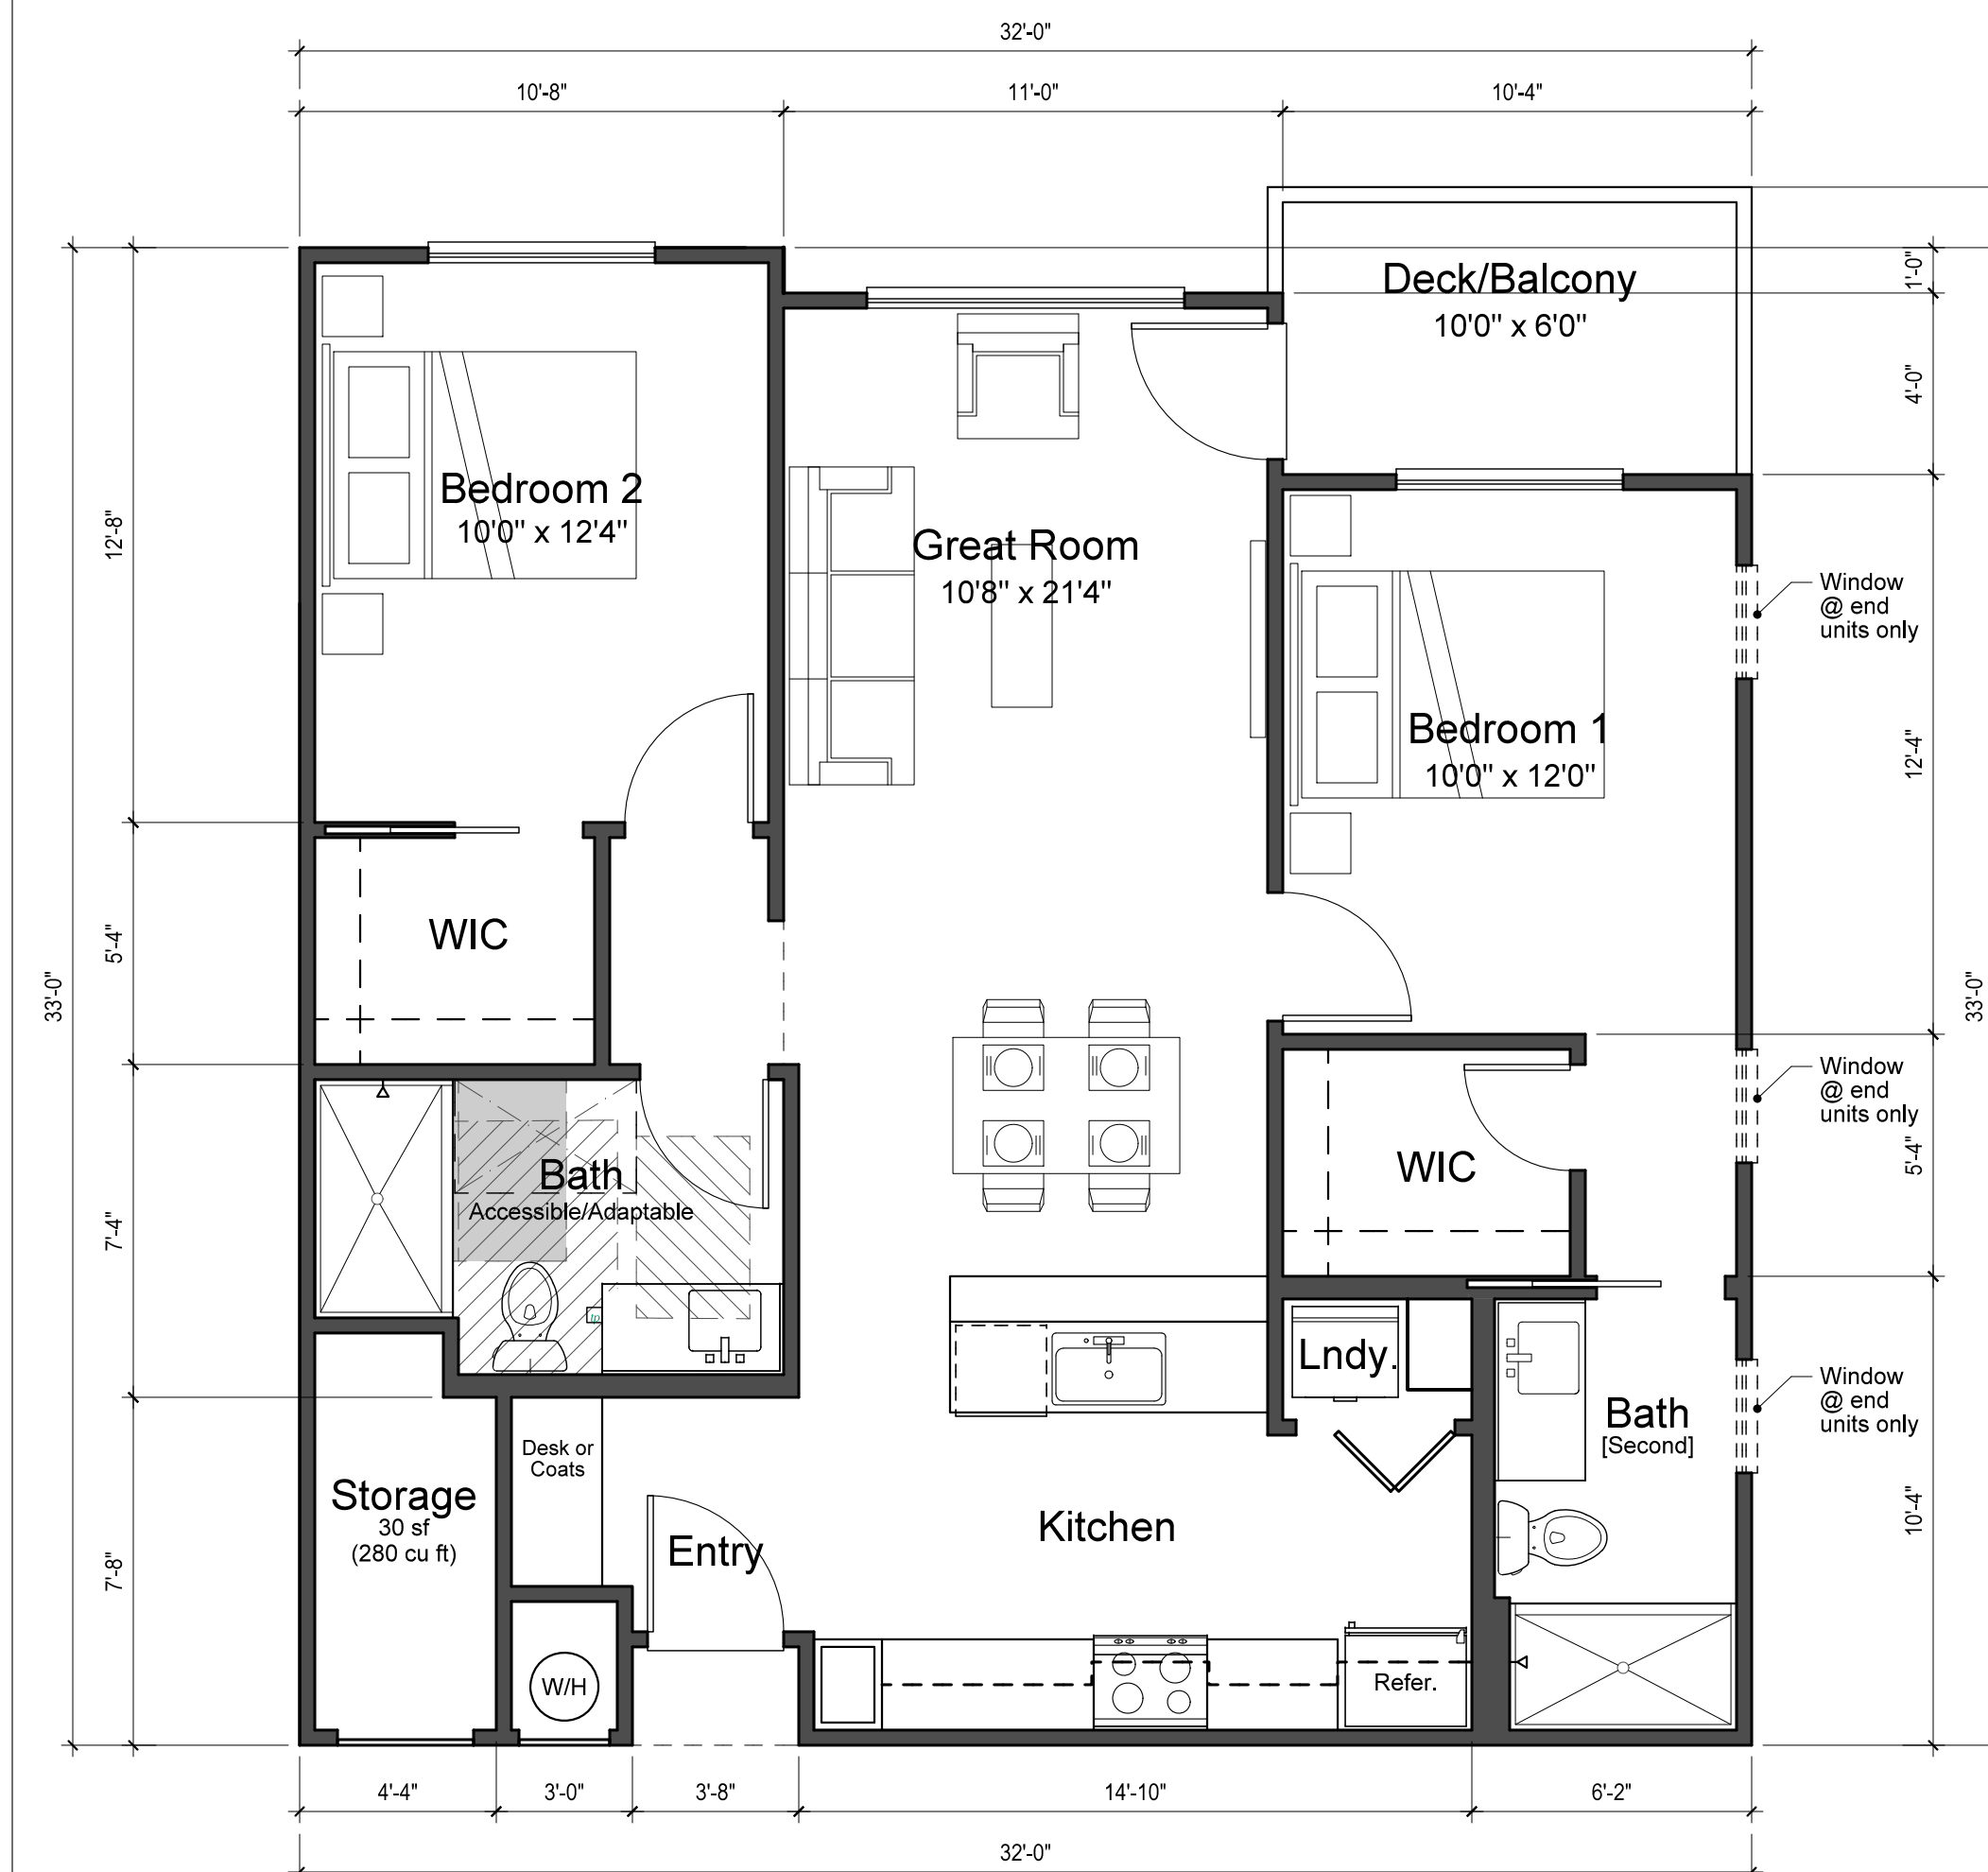 32'-0"
10'-8"
11'-0"
10'-4"
Deck/Balcony
10'0" x 6'0"
1'-0"
4'-0"
Bedroom 2
10'0" x 12'4"
12'-8"
Great Room
10'8" x 21'4"
Window
@ end
units only
Bedroom 1
10'0" x 12'0"
12'-4"
WIC
5'-4"
33'-0"
33'-0"
Window
@ end
units only
WIC
5'-4"
Bath
Accessible/Adaptable
7'-4"
tp
Lndy.
Window
@ end
units only
Bath
[Second]
Desk or
Coats
Storage
30 sf
(280 cu ft)
Entry
Kitchen
10'-4"
7'-8"
W/H
Refer.
4'-4"
3'-0"
3'-8"
14'-10"
6'-2"
32'-0"